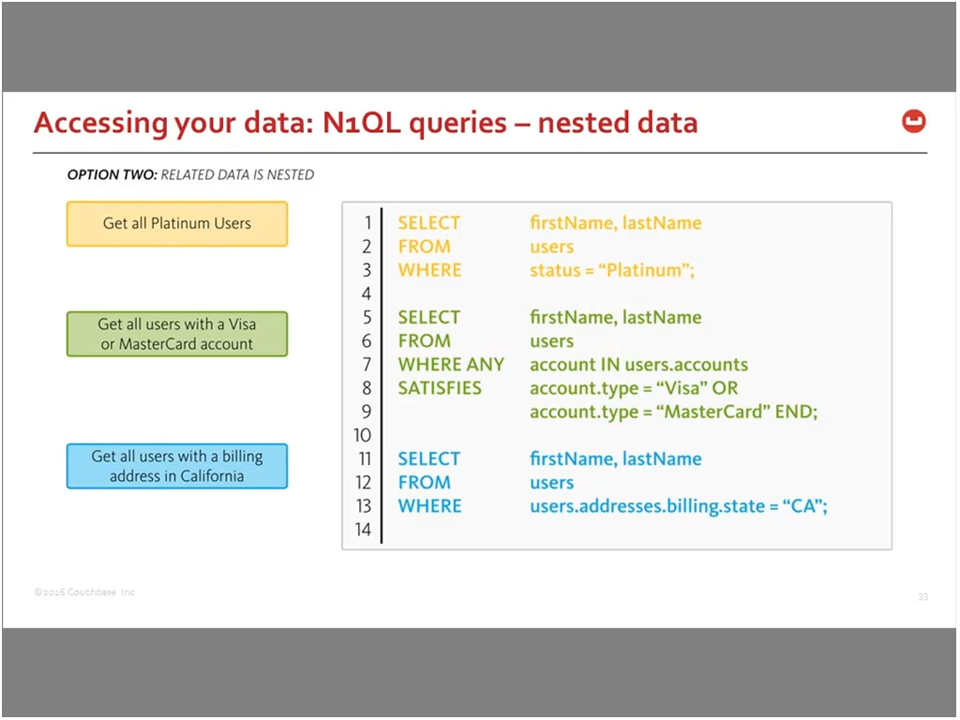 Accessing your data: N1QL queries – nested data
OPTION TWO: RELATED DATA IS NESTED
Get all Platinum Users
Get all users with a Visa
or MasterCard account
Get all users with a billing
address in California
1 SELECT firstName, lastName
2 FROM users
3 WHERE status = “Platinum”;
4
5 SELECT firstName, lastName
6 FROM users
7 WHERE ANY account IN users.accounts
8 SATISFIES account.type = “Visa” OR
9 account.type = “MasterCard” END;
10
11 SELECT firstName, lastName
12 FROM users
13 WHERE users.addresses.billing.state = “CA”;
14
©2016 Couchbase Inc
33